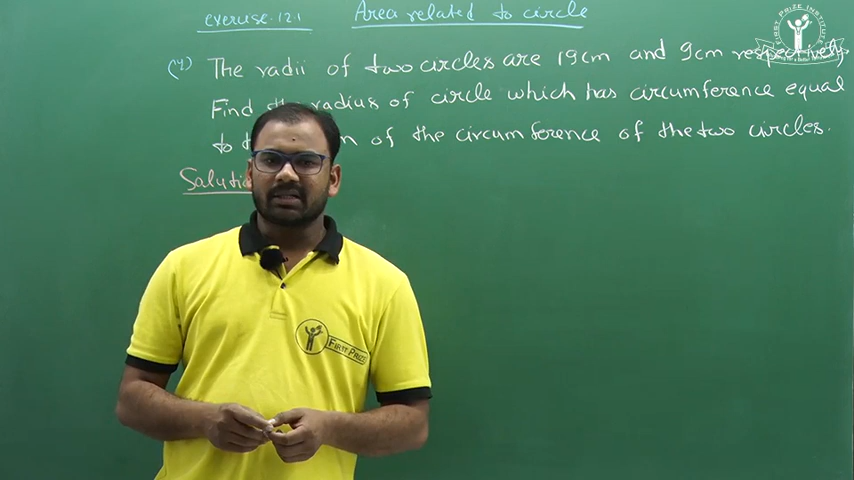 exercise. 12.1 Area related to circle
(4) The radii of two circles are 19cm and 9cm respectively.
Find the radius of circle which has circumference equal
to of the circumference of the two circles.
FIRST PRIZE INSTITUTE
FIRST PRIZE